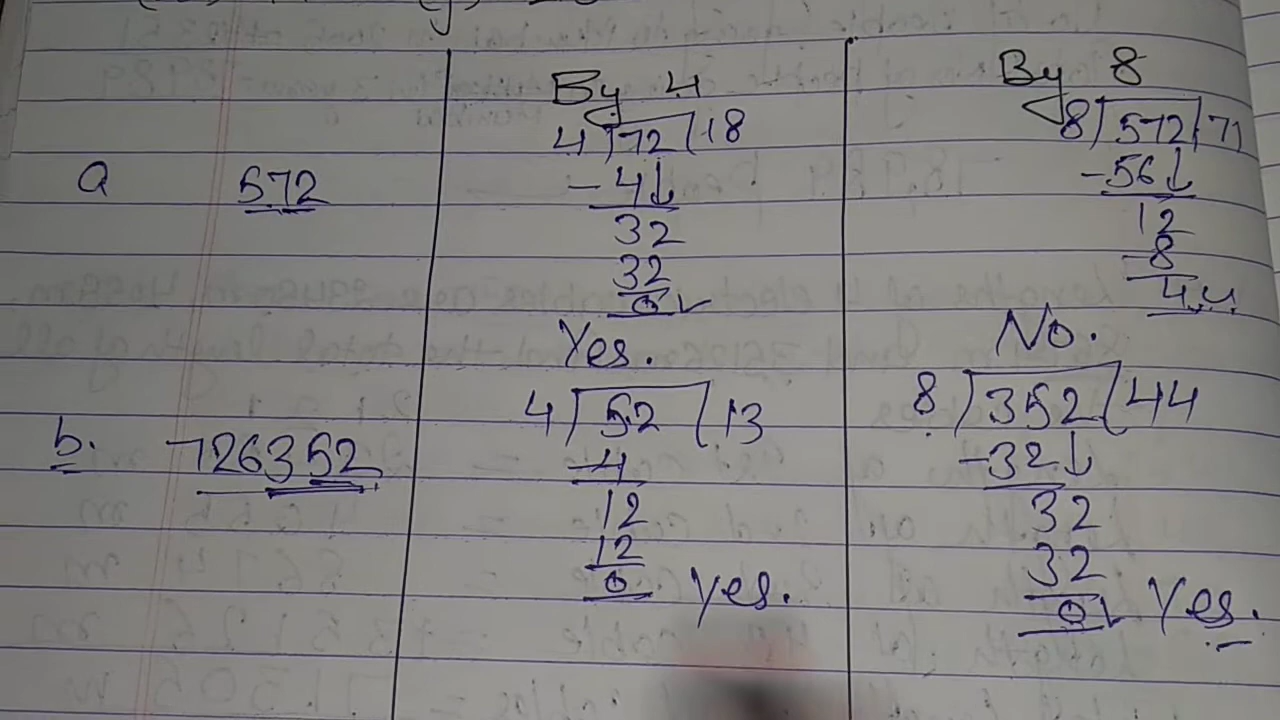 By 4
By 8
4) 72 (18
8) 572 (71
a 572
- 4↓
- 56↓
32
12
32
- 8
0
4
Yes.
No.
4) 52 (13
8) 352 (44
b. 726352
- 4
- 32↓
12
32
12
32
0 Yes.
0 Yes.